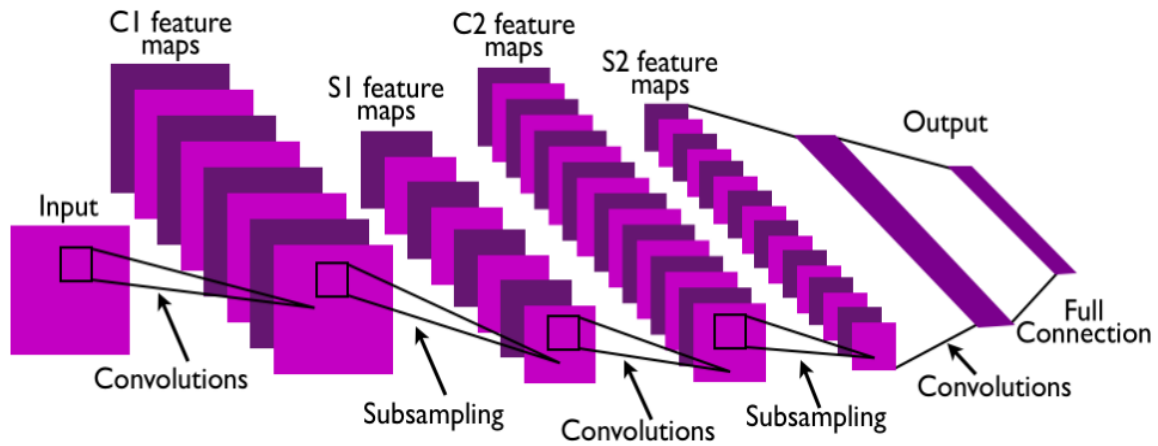 C1 feature
maps
S1 feature
maps
C2 feature
maps
S2 feature
maps
Output
Input
Convolutions
Subsampling
Convolutions
Subsampling
Convolutions
Full
Connection